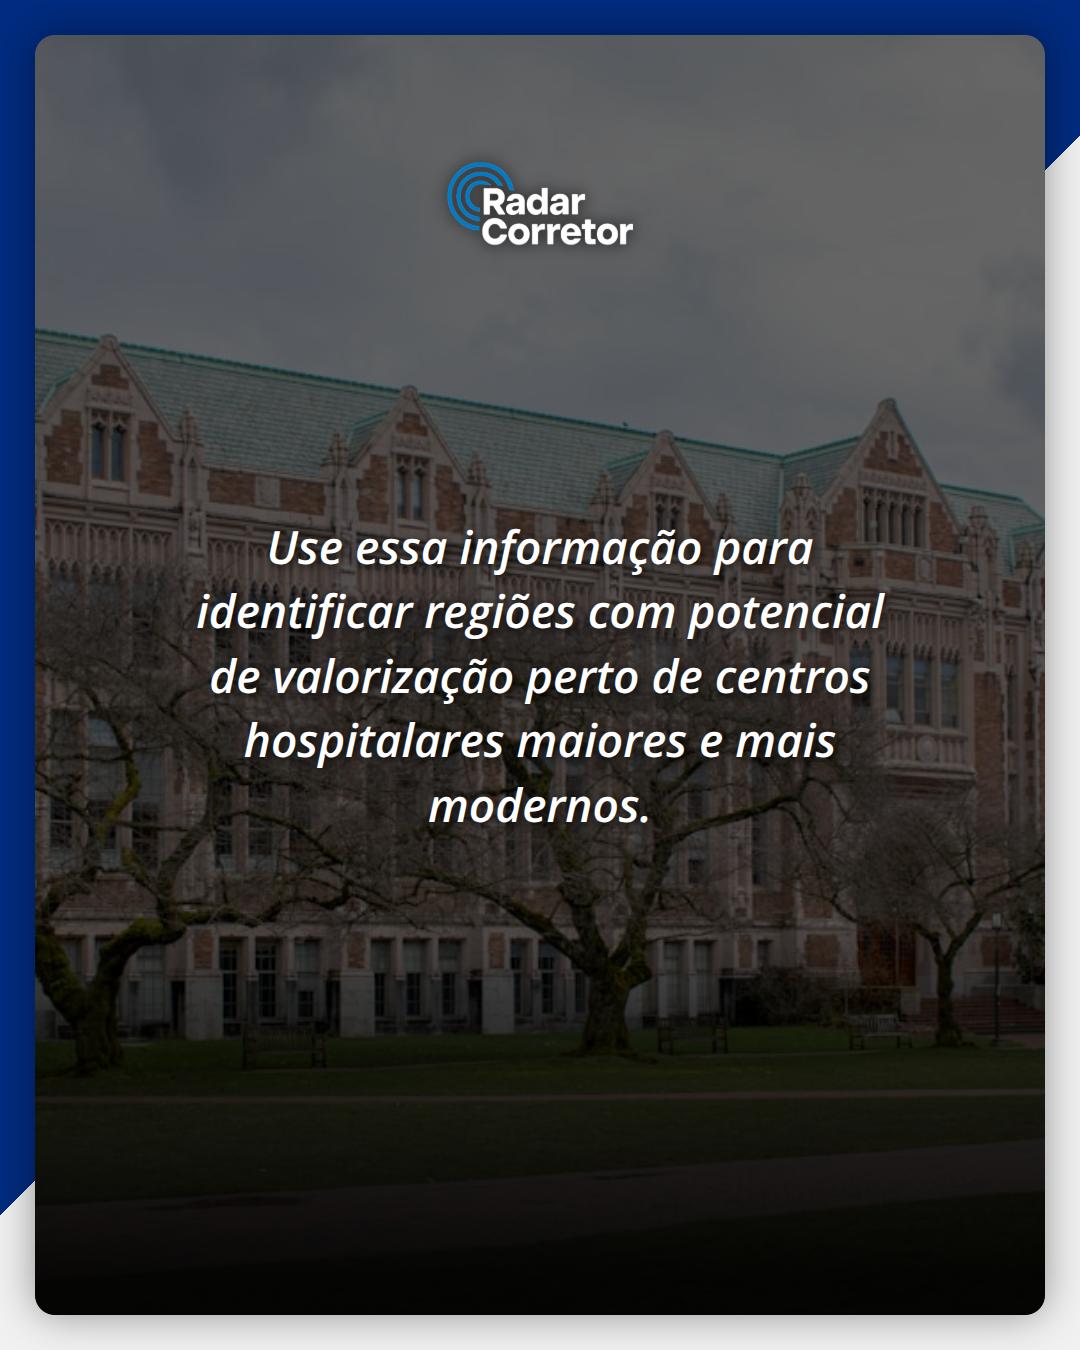 Radar
Corretor
Use essa informação para
identificar regiões com potencial
de valorização perto de centros
hospitalares maiores e mais
modernos.